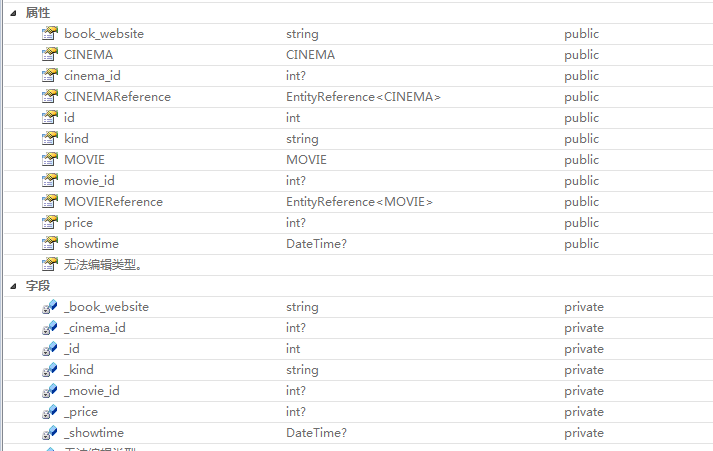 属性
book_website string public
CINEMA CINEMA public
cinema_id int? public
CINEMAReference EntityReference<CINEMA> public
id int public
kind string public
MOVIE MOVIE public
movie_id int? public
MOVIEReference EntityReference<MOVIE> public
price int? public
showtime DateTime? public
无法编辑类型。
字段
_book_website string private
_cinema_id int? private
_id int private
_kind string private
_movie_id int? private
_price int? private
_showtime DateTime? private